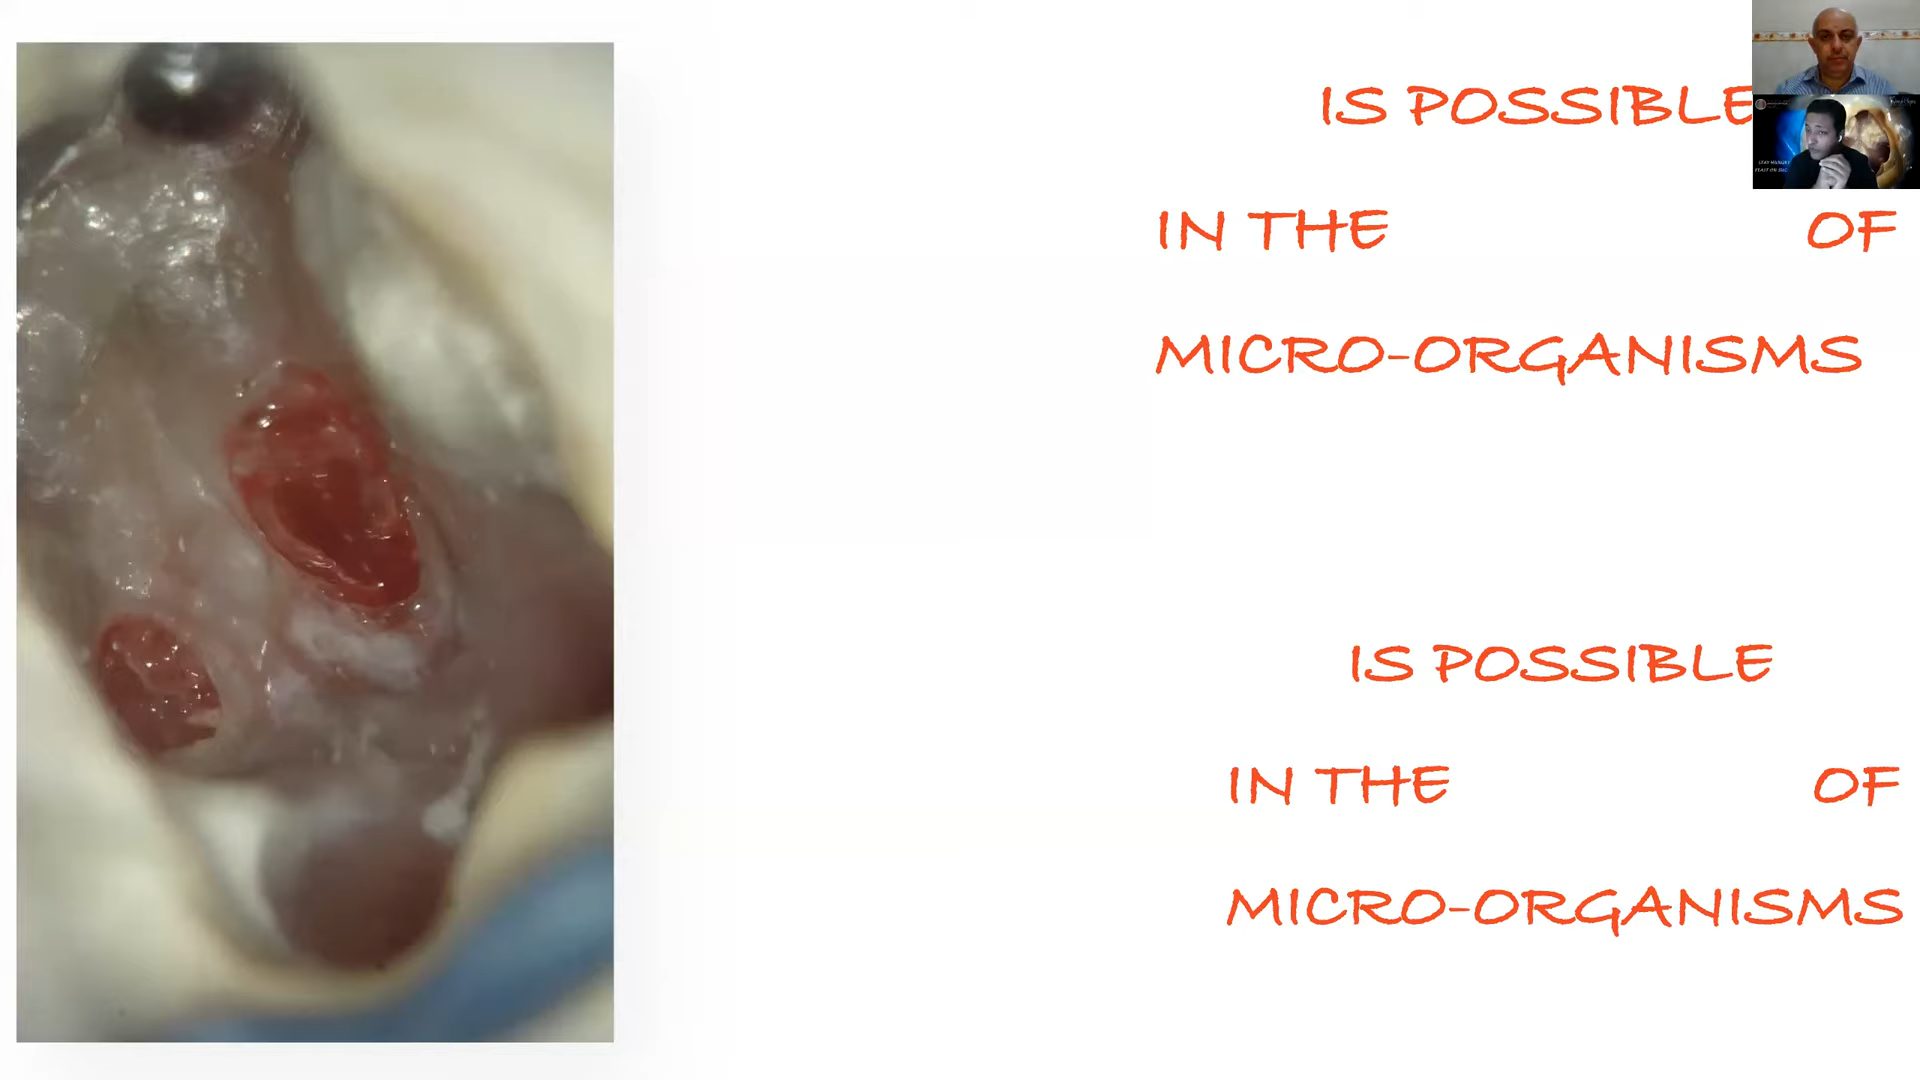 IS POSSIBLE
IN THE OF
MICRO-ORGANISMS
IS POSSIBLE
IN THE OF
MICRO-ORGANISMS